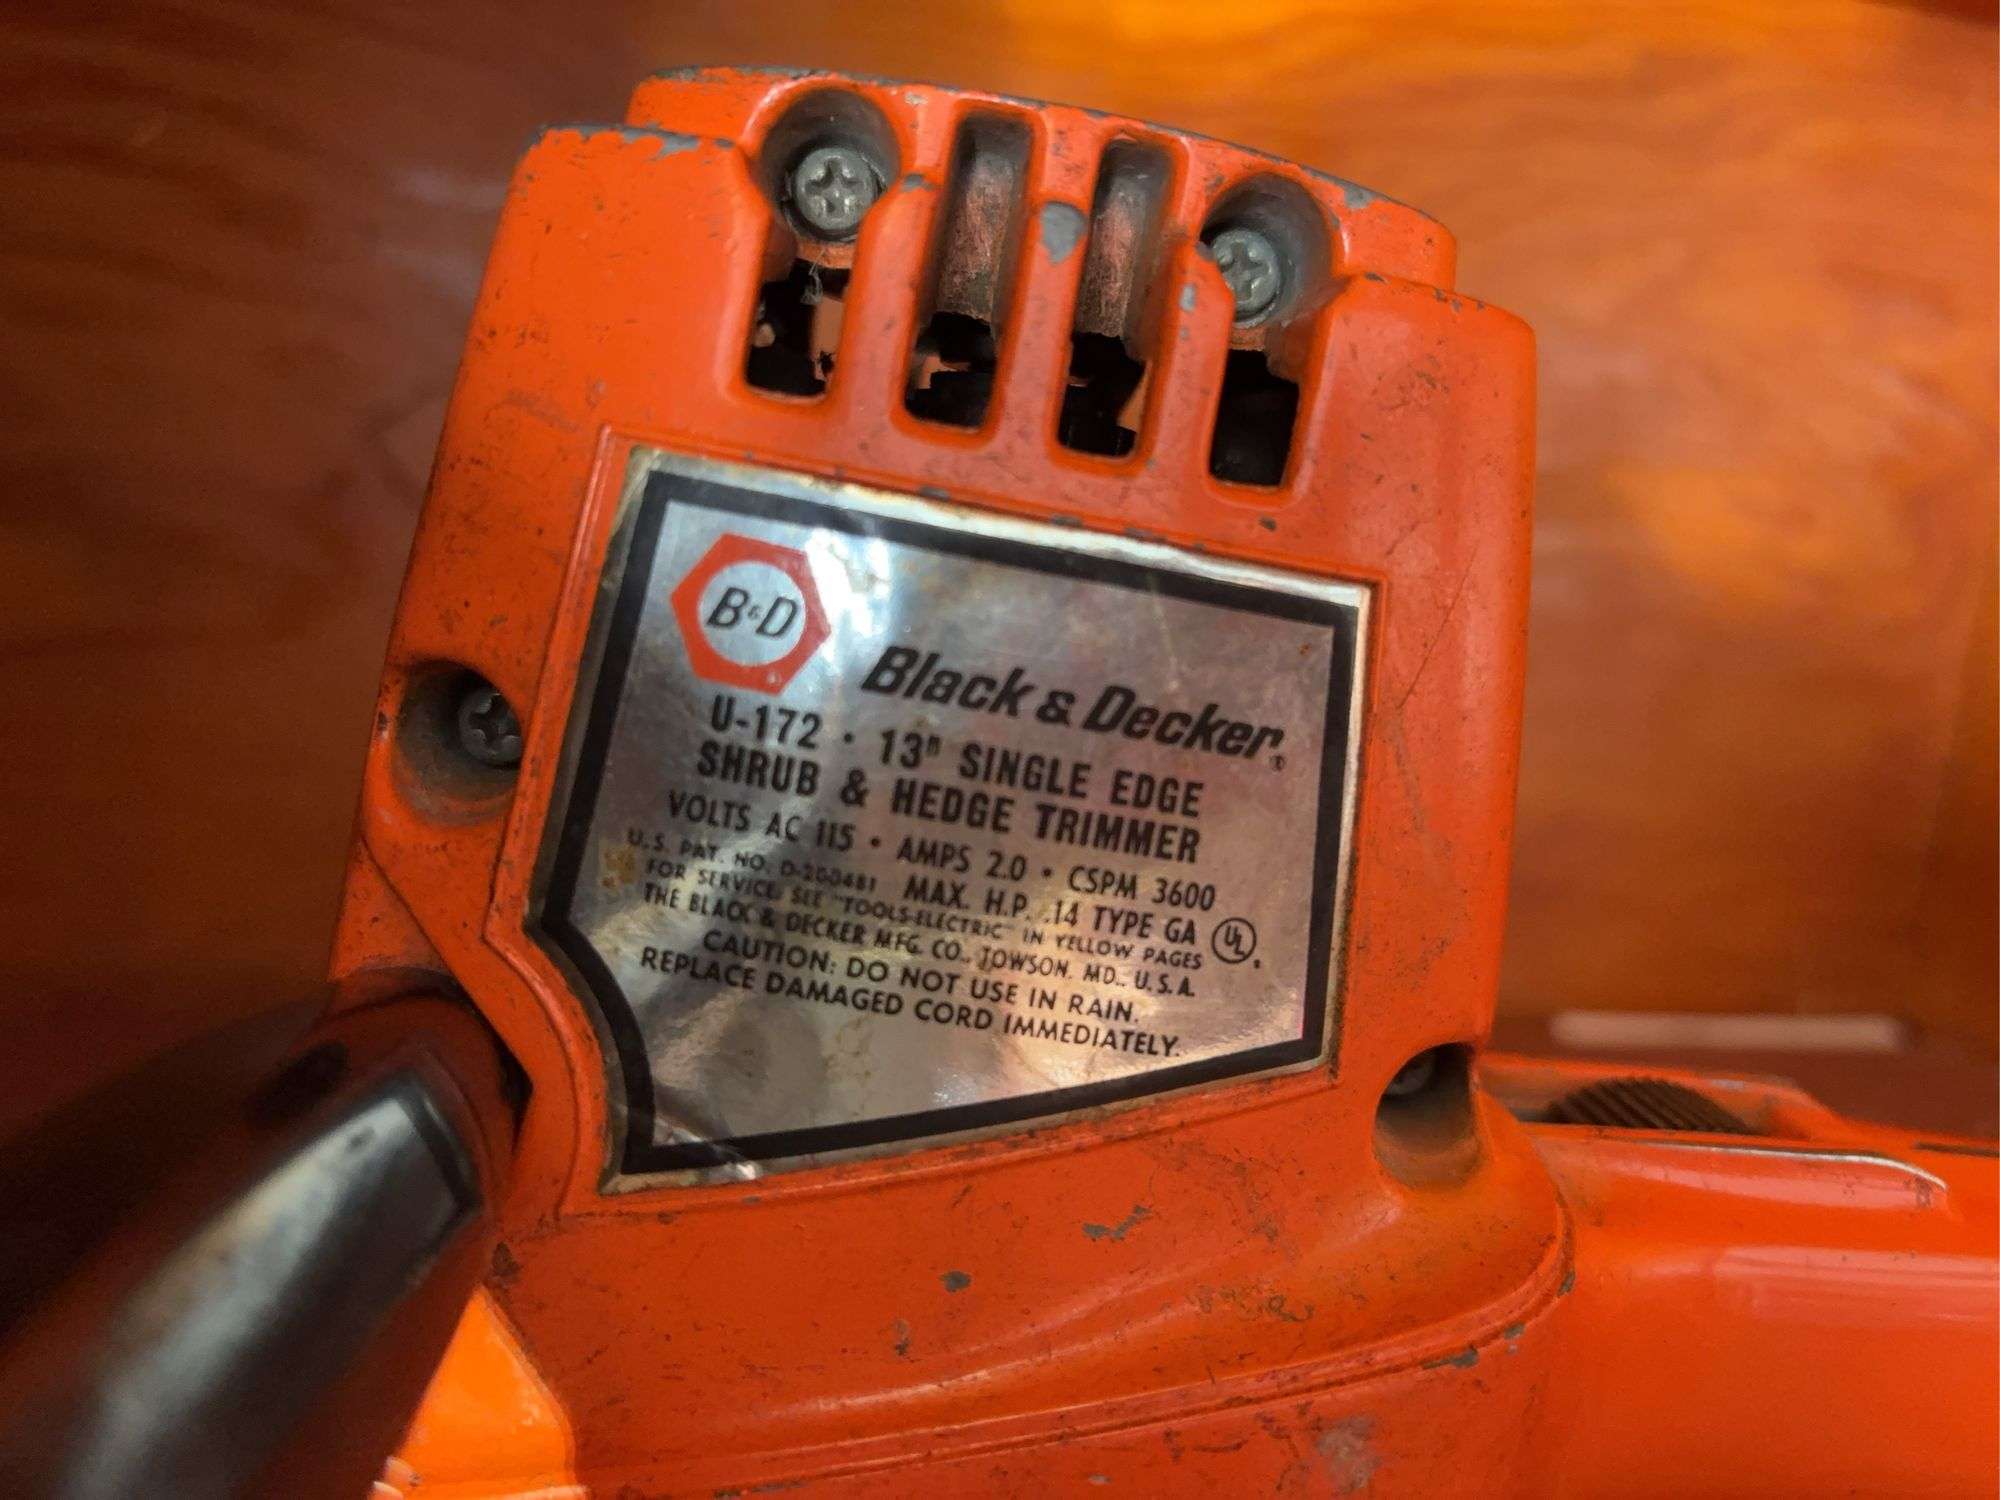 B&D
Black & Decker®
U-172 · 13" SINGLE EDGE
SHRUB & HEDGE TRIMMER
VOLTS AC 115 • AMPS 2.0 • CSPM 3600
U.S. PAT. NO. D-200481 MAX. H.P. .14 TYPE GA UL
FOR SERVICE, SEE "TOOLS-ELECTRIC" IN YELLOW PAGES
THE BLACK & DECKER MFG. CO., TOWSON, MD., U.S.A.
CAUTION: DO NOT USE IN RAIN.
REPLACE DAMAGED CORD IMMEDIATELY.